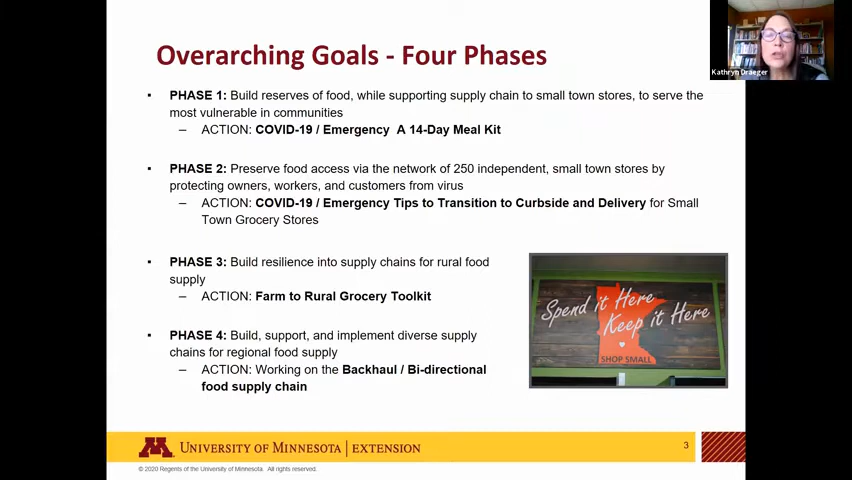 Overarching Goals - Four Phases
Kathryn Draeger
▪ PHASE 1: Build reserves of food, while supporting supply chain to small town stores, to serve the
most vulnerable in communities
– ACTION: COVID-19 / Emergency A 14-Day Meal Kit
▪ PHASE 2: Preserve food access via the network of 250 independent, small town stores by
protecting owners, workers, and customers from virus
– ACTION: COVID-19 / Emergency Tips to Transition to Curbside and Delivery for Small
Town Grocery Stores
▪ PHASE 3: Build resilience into supply chains for rural food
supply
– ACTION: Farm to Rural Grocery Toolkit
▪ PHASE 4: Build, support, and implement diverse supply
chains for regional food supply
– ACTION: Working on the Backhaul / Bi-directional
food supply chain
Spend it Here
Keep it Here
SHOP SMALL
M UNIVERSITY OF MINNESOTA | EXTENSION
3
© 2020 Regents of the University of Minnesota. All rights reserved.